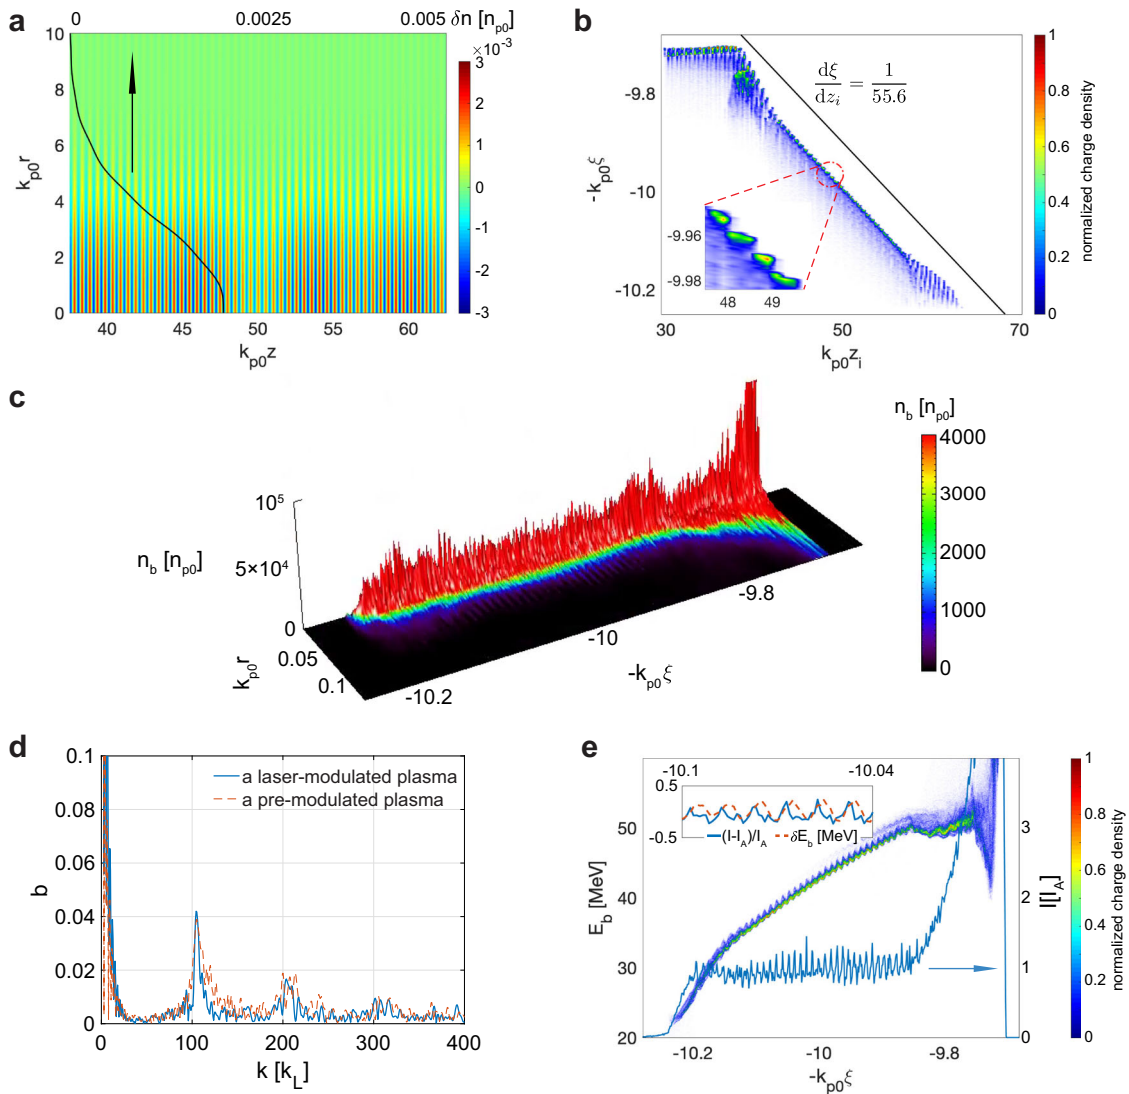 a
0 0.0025 0.005 δn [n_p0]
×10^-3
10
8
6
4
2
0
k_p0 r
40 45 50 55 60
k_p0 z
3
2
1
0
-1
-2
-3
b
dξ/dz_i = 1/55.6
-9.8
-10
-10.2
-k_p0 ξ
-9.96
-9.98
48 49
30 50 70
k_p0 z_i
1
0.8
0.6
0.4
0.2
0
normalized charge density
c
n_b [n_p0]
10^5
5×10^4
0
n_b [n_p0]
4000
3000
2000
1000
0
0.05
0.1
k_p0 r
-10.2
-10
-9.8
-k_p0 ξ
d
0.1
0.08
0.06
0.04
0.02
0
b
a laser-modulated plasma
a pre-modulated plasma
0 100 200 300 400
k [k_L]
e
-10.1 -10.04
0.5
-0.5
(I-I_A)/I_A δE_b [MeV]
50
40
30
20
E_b [MeV]
3
2
1
0
I[I_A]
-10.2 -10 -9.8
-k_p0 ξ
1
0.8
0.6
0.4
0.2
0
normalized charge density